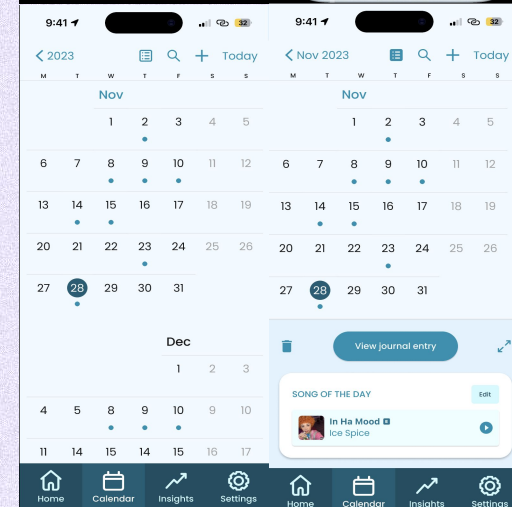 9:41
32
2023
Today
M T W T F S S
Nov
1 2 3 4 5
6 7 8 9 10 11 12
13 14 15 16 17 18 19
20 21 22 23 24 25 26
27 28 29 30 31
Dec
1 2 3
4 5 8 9 10 9 10
11 14 15 14 15 16 17
Home Calendar Insights Settings
9:41
32
Nov 2023
Today
M T W T F S S
Nov
1 2 3 4 5
6 7 8 9 10 11 12
13 14 15 16 17 18 19
20 21 22 23 24 25 26
27 28 29 30 31
View journal entry
SONG OF THE DAY
Edit
In Ha Mood E
Ice Spice
Home Calendar Insights Settings